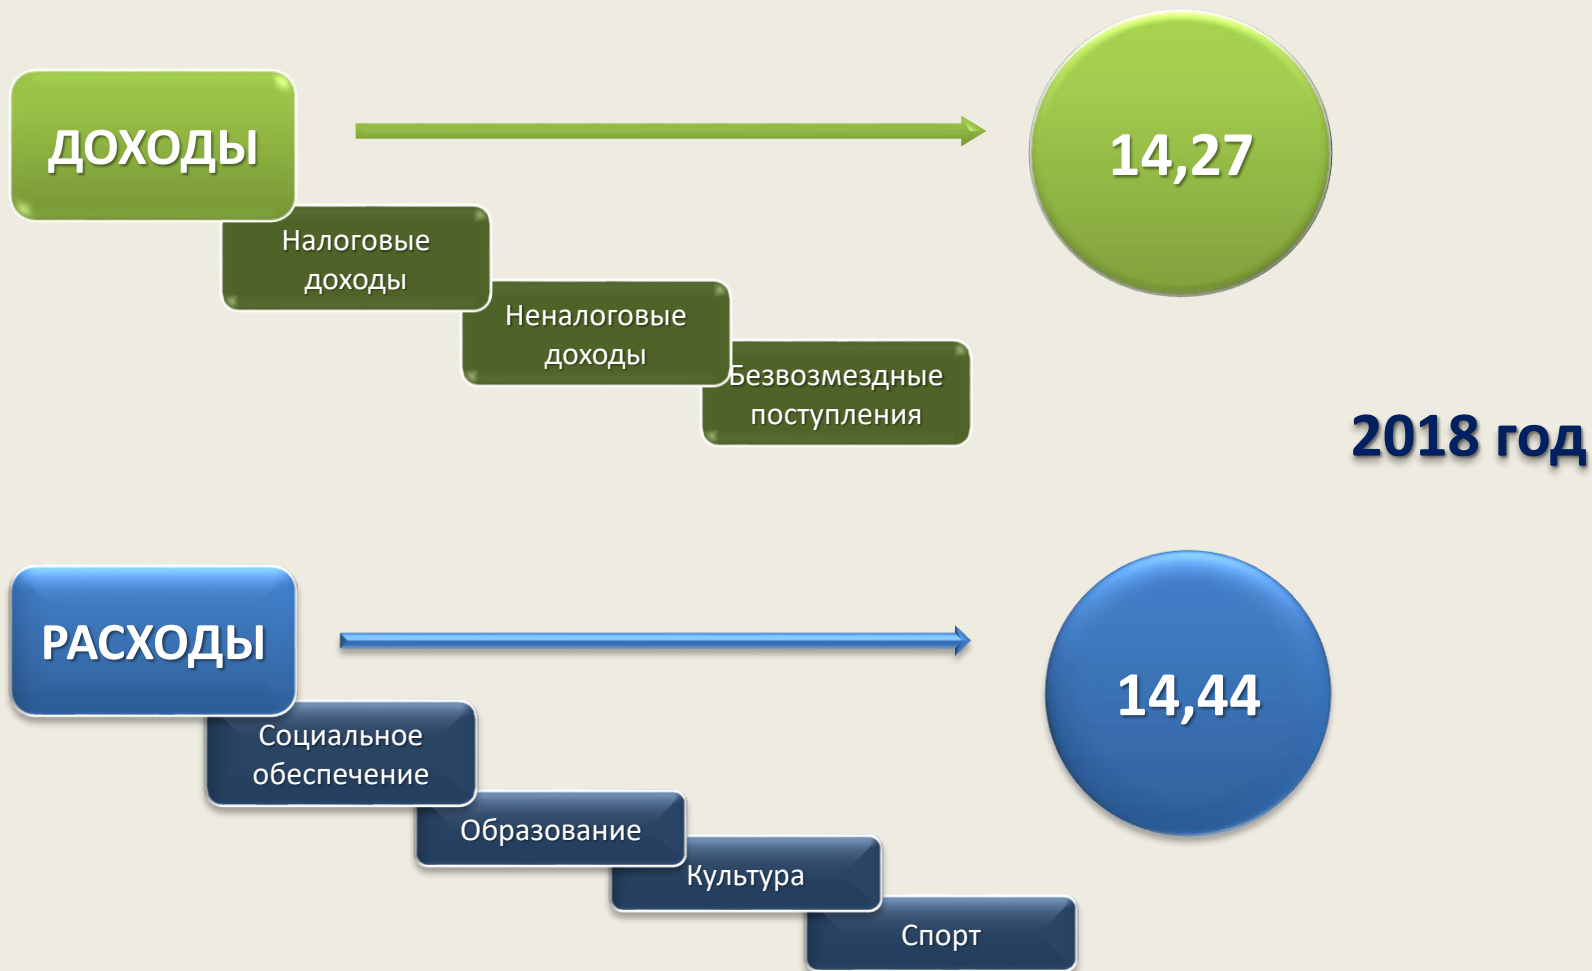 ДОХОДЫ
14,27
Налоговые
доходы
Неналоговые
доходы
Безвозмездные
поступления
2018 год
РАСХОДЫ
14,44
Социальное
обеспечение
Образование
Культура
Спорт